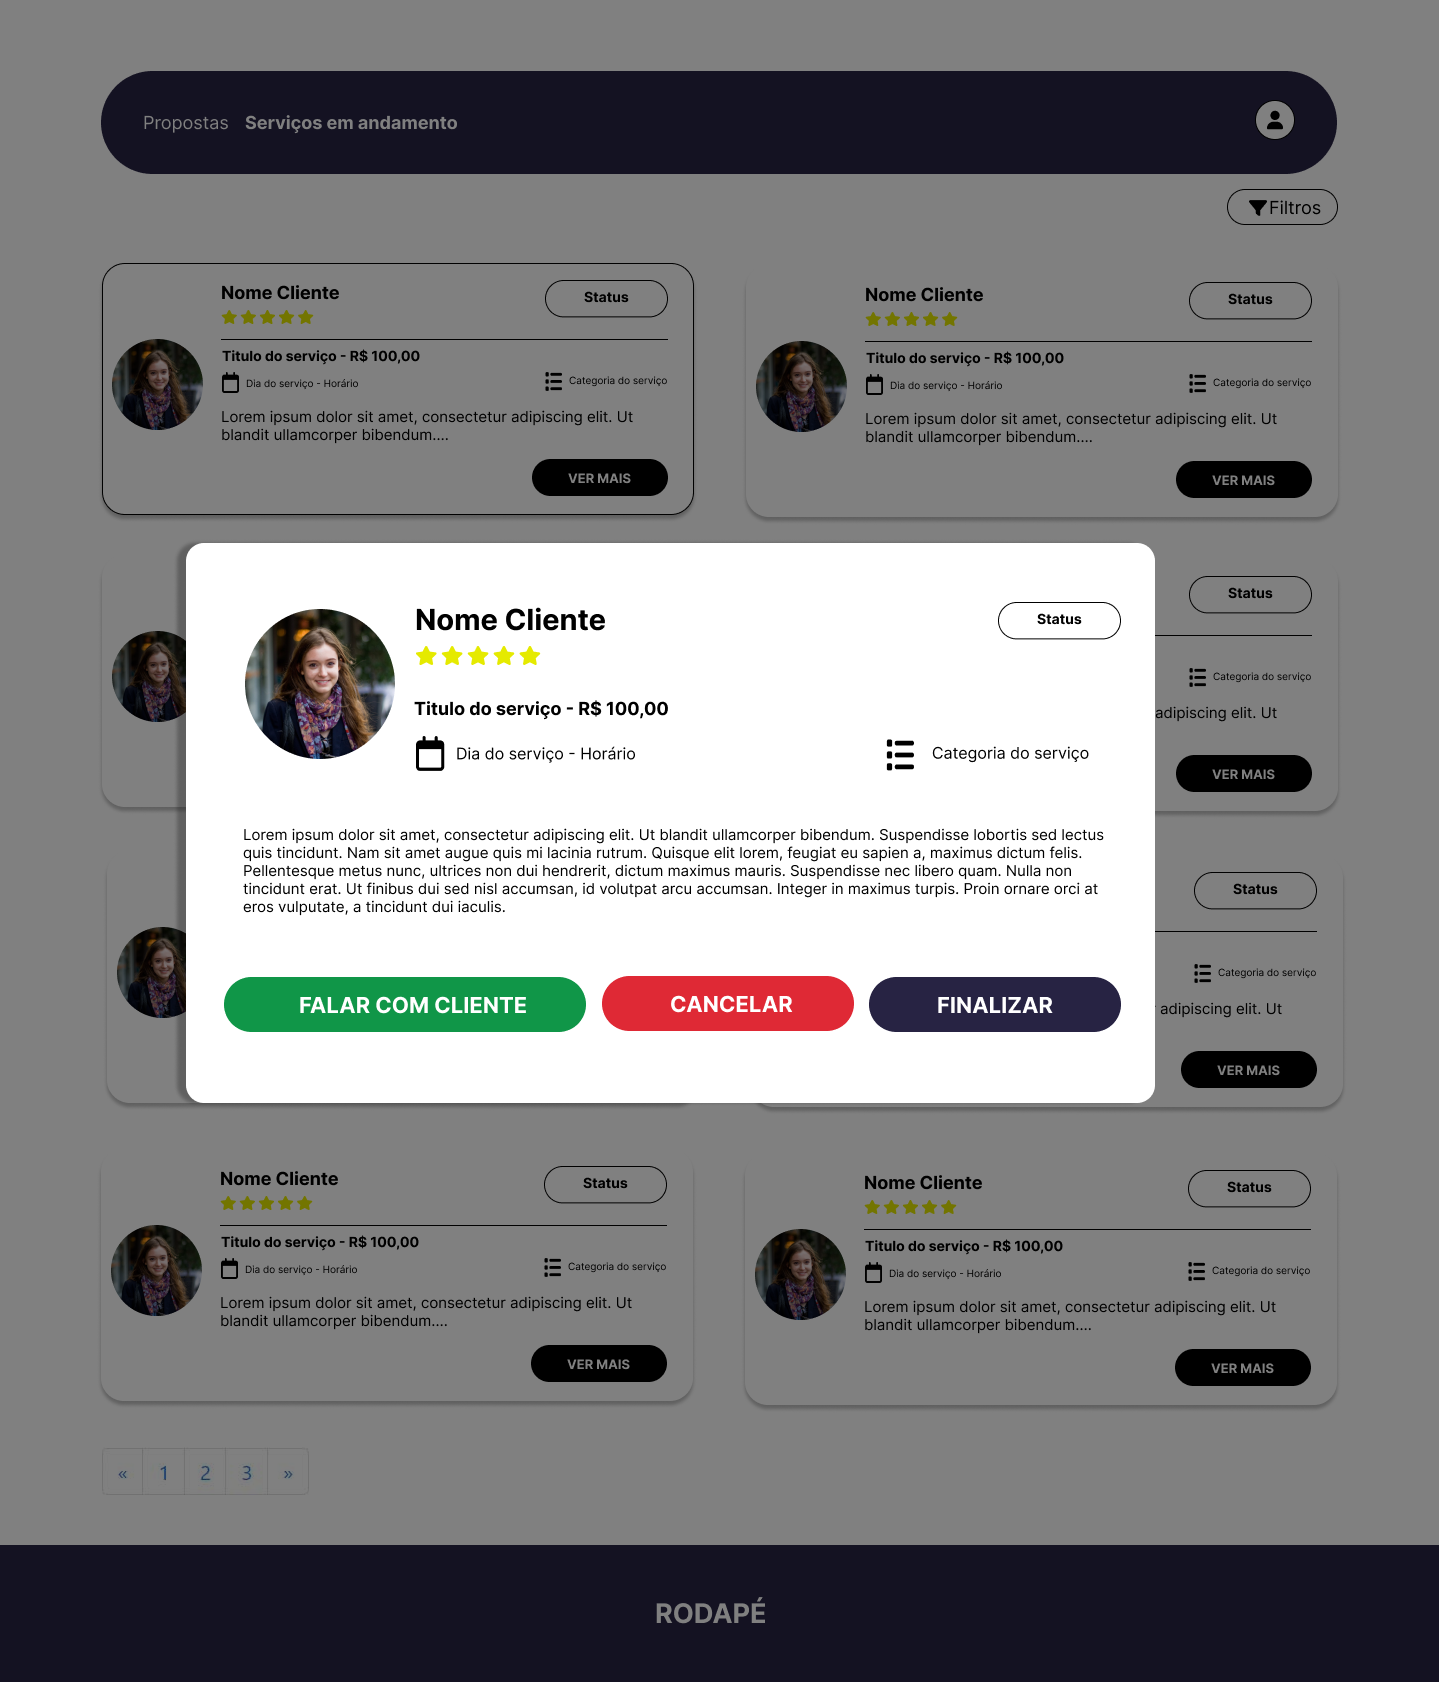 Propostas Serviços em andamento
Filtros
Nome Cliente
Status
Titulo do serviço - R$ 100,00
Dia do serviço - Horário
Categoria do serviço
Lorem ipsum dolor sit amet, consectetur adipiscing elit. Ut
blandit ullamcorper bibendum....
VER MAIS
Nome Cliente
Status
Titulo do serviço - R$ 100,00
Dia do serviço - Horário
Categoria do serviço
Lorem ipsum dolor sit amet, consectetur adipiscing elit. Ut
blandit ullamcorper bibendum....
VER MAIS
Status
Categoria do serviço
adipiscing elit. Ut
VER MAIS
Nome Cliente
Status
Titulo do serviço - R$ 100,00
Dia do serviço - Horário
Categoria do serviço
Lorem ipsum dolor sit amet, consectetur adipiscing elit. Ut blandit ullamcorper bibendum. Suspendisse lobortis sed lectus
quis tincidunt. Nam sit amet augue quis mi lacinia rutrum. Quisque elit lorem, feugiat eu sapien a, maximus dictum felis.
Pellentesque metus nunc, ultrices non dui hendrerit, dictum maximus mauris. Suspendisse nec libero quam. Nulla non
tincidunt erat. Ut finibus dui sed nisl accumsan, id volutpat arcu accumsan. Integer in maximus turpis. Proin ornare orci at
eros vulputate, a tincidunt dui iaculis.
FALAR COM CLIENTE
CANCELAR
FINALIZAR
Status
Categoria do serviço
adipiscing elit. Ut
VER MAIS
Nome Cliente
Status
Titulo do serviço - R$ 100,00
Dia do serviço - Horário
Categoria do serviço
Lorem ipsum dolor sit amet, consectetur adipiscing elit. Ut
blandit ullamcorper bibendum....
VER MAIS
Nome Cliente
Status
Titulo do serviço - R$ 100,00
Dia do serviço - Horário
Categoria do serviço
Lorem ipsum dolor sit amet, consectetur adipiscing elit. Ut
blandit ullamcorper bibendum....
VER MAIS
« 1 2 3 »
RODAPÉ